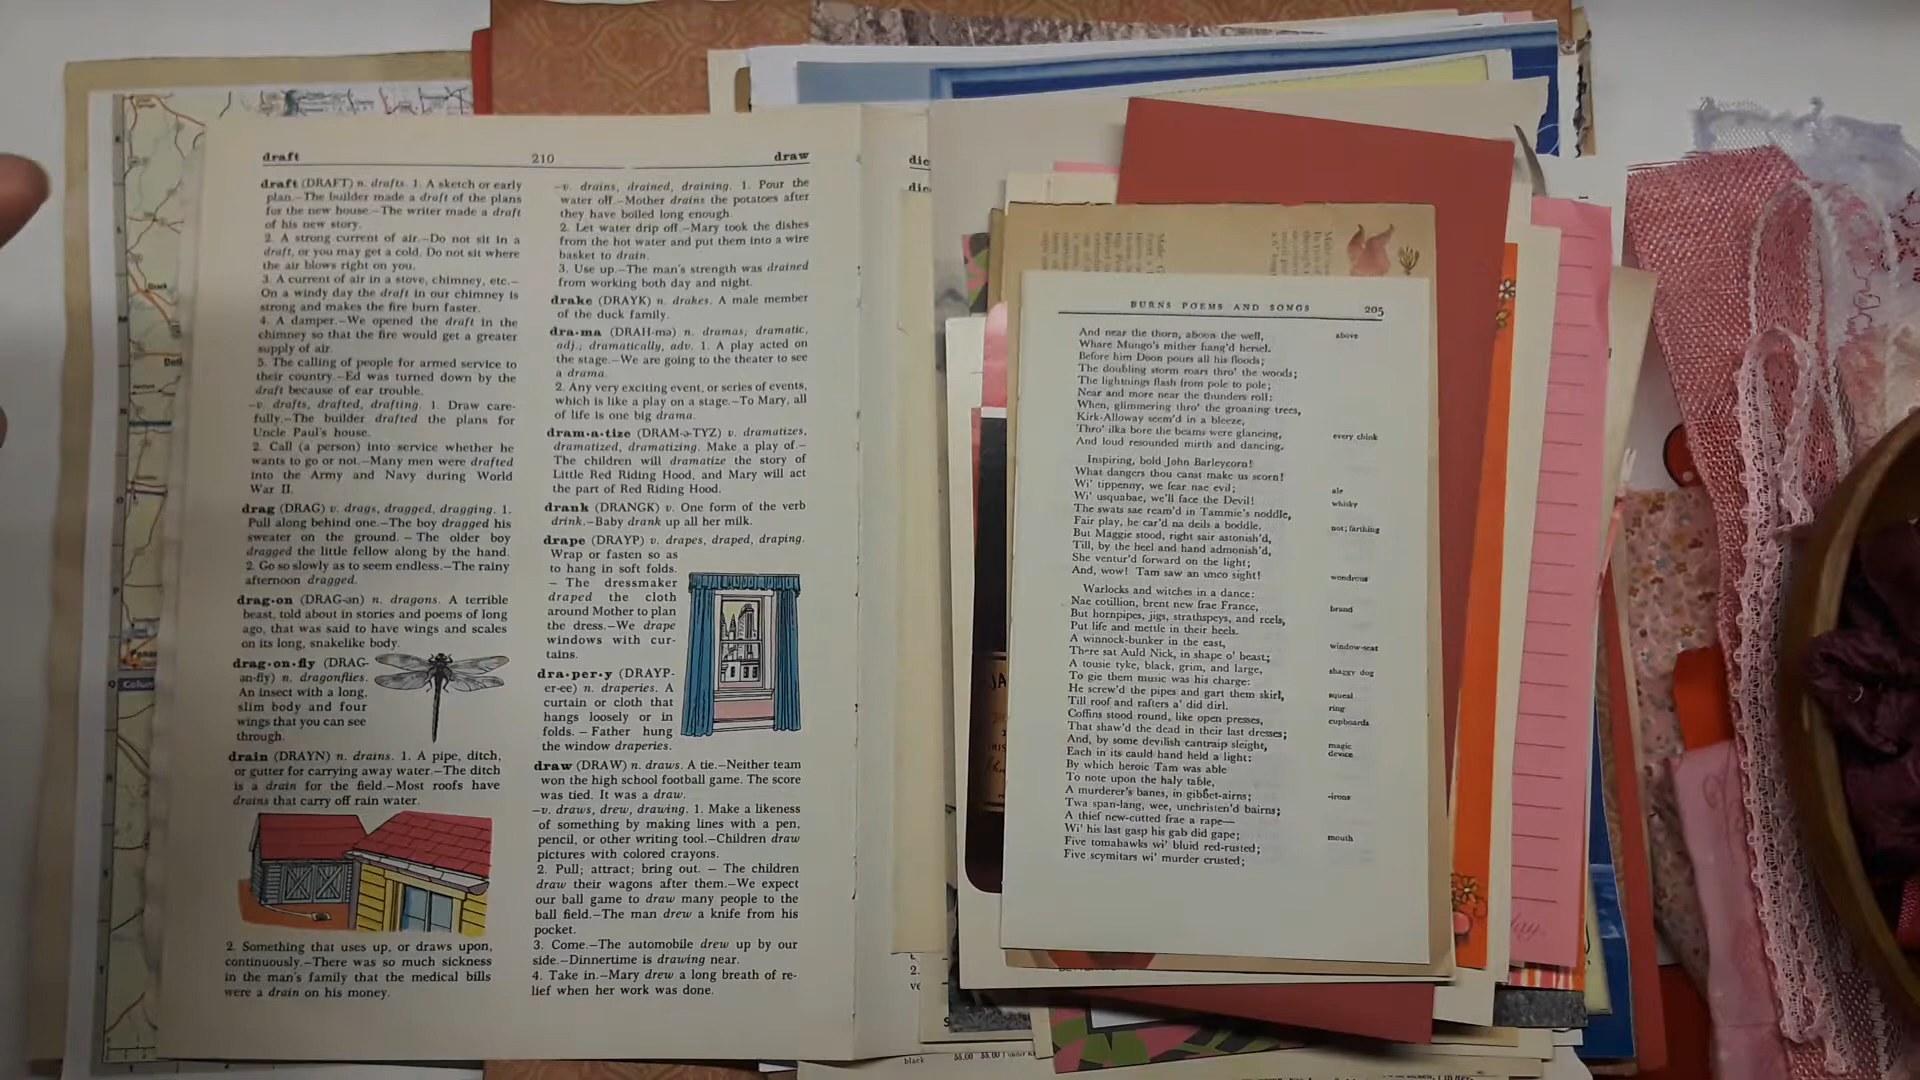 draft 210 draw
draft (DRAFT) n. drafts. 1. A sketch or early
plan.–The builder made a draft of the plans
for the new house.–The writer made a draft
of his new story.
2. A strong current of air.–Do not sit in a
draft, or you may get a cold. Do not sit where
the air blows right on you.
3. A current of air in a stove, chimney, etc.–
On a windy day the draft in our chimney is
strong and makes the fire burn faster.
4. A damper.–We opened the draft in the
chimney so that the fire would get a greater
supply of air.
5. The calling of people for armed service to
their country.–Ed was turned down by the
draft because of ear trouble.
–v. drafts, drafted, drafting. 1. Draw care-
fully.–The builder drafted the plans for
Uncle Paul's house.
2. Call (a person) into service whether he
wants to go or not.–Many men were drafted
into the Army and Navy during World
War II.
drag (DRAG) v. drags, dragged, dragging. 1.
Pull along behind one.–The boy dragged his
sweater on the ground. – The older boy
dragged the little fellow along by the hand.
2. Go so slowly as to seem endless.–The rainy
afternoon dragged.
drag•on (DRAG-ən) n. dragons. A terrible
beast, told about in stories and poems of long
ago, that was said to have wings and scales
on its long, snakelike body.
drag•on•fly (DRAG-
ən-fly) n. dragonflies.
An insect with a long,
slim body and four
wings that you can see
through.
drain (DRAYN) n. drains. 1. A pipe, ditch,
or gutter for carrying away water.–The ditch
is a drain for the field.–Most roofs have
drains that carry off rain water.
2. Something that uses up, or draws upon,
continuously.–There was so much sickness
in the man's family that the medical bills
were a drain on his money.
–v. drains, drained, draining. 1. Pour the
water off.–Mother drains the potatoes after
they have boiled long enough.
2. Let water drip off.–Mary took the dishes
from the hot water and put them into a wire
basket to drain.
3. Use up.–The man's strength was drained
from working both day and night.
drake (DRAYK) n. drakes. A male member
of the duck family.
dra•ma (DRAH-mə) n. dramas; dramatic,
adj.; dramatically, adv. 1. A play acted on
the stage.–We are going to the theater to see
a drama.
2. Any very exciting event, or series of events,
which is like a play on a stage.–To Mary, all
of life is one big drama.
dram•a•tize (DRAM-ə-TYZ) v. dramatizes,
dramatized, dramatizing. Make a play of.–
The children will dramatize the story of
Little Red Riding Hood, and Mary will act
the part of Red Riding Hood.
drank (DRANGK) v. One form of the verb
drink.–Baby drank up all her milk.
drape (DRAYP) v. drapes, draped, draping.
Wrap or fasten so as
to hang in soft folds.
– The dressmaker
draped the cloth
around Mother to plan
the dress.–We drape
windows with cur-
tains.
dra•per•y (DRAYP-
er-ee) n. draperies. A
curtain or cloth that
hangs loosely or in
folds. – Father hung
the window draperies.
draw (DRAW) n. draws. A tie.–Neither team
won the high school football game. The score
was tied. It was a draw.
–v. draws, drew, drawing. 1. Make a likeness
of something by making lines with a pen,
pencil, or other writing tool.–Children draw
pictures with colored crayons.
2. Pull; attract; bring out. – The children
draw their wagons after them.–We expect
our ball game to draw many people to the
ball field.–The man drew a knife from his
pocket.
3. Come.–The automobile drew up by our
side.–Dinnertime is drawing near.
4. Take in.–Mary drew a long breath of re-
lief when her work was done.
dic
BURNS POEMS AND SONGS 205
And near the thorn, aboon the well, above
Whare Mungo's mither hang'd hersel.
Before him Doon pours all his floods;
The doubling storm roars thro' the woods;
The lightnings flash from pole to pole;
Near and more near the thunders roll:
When, glimmering thro' the groaning trees,
Kirk-Alloway seem'd in a bleeze,
Thro' ilka bore the beams were glancing, every chink
And loud resounded mirth and dancing.
Inspiring, bold John Barleycorn!
What dangers thou canst make us scorn!
Wi' tippenny, we fear nae evil; ale
Wi' usquabae, we'll face the Devil! whisky
The swats sae ream'd in Tammie's noddle,
Fair play, he car'd na deils a boddle. not; farthing
But Maggie stood, right sair astonish'd,
Till, by the heel and hand admonish'd,
She ventur'd forward on the light;
And, wow! Tam saw an unco sight! wondrous
Warlocks and witches in a dance:
Nae cotillion, brent new frae France, brand
But hornpipes, jigs, strathspeys, and reels,
Put life and mettle in their heels.
A winnock-bunker in the east, window-seat
There sat Auld Nick, in shape o' beast;
A tousie tyke, black, grim, and large, shaggy dog
To gie them music was his charge:
He screw'd the pipes and gart them skirl, squeal
Till roof and rafters a' did dirl. ring
Coffins stood round, like open presses, cupboards
That shaw'd the dead in their last dresses;
And, by some devilish cantraip sleight, magic device
Each in its cauld hand held a light:
By which heroic Tam was able
To note upon the haly table,
A murderer's banes, in gibbet-airns; -irons
Twa span-lang, wee, unchristen'd bairns;
A thief new-cutted frae a rape—
Wi' his last gasp his gab did gape; mouth
Five tomahawks wi' bluid red-rusted;
Five scymitars wi' murder crusted;
black $5.00